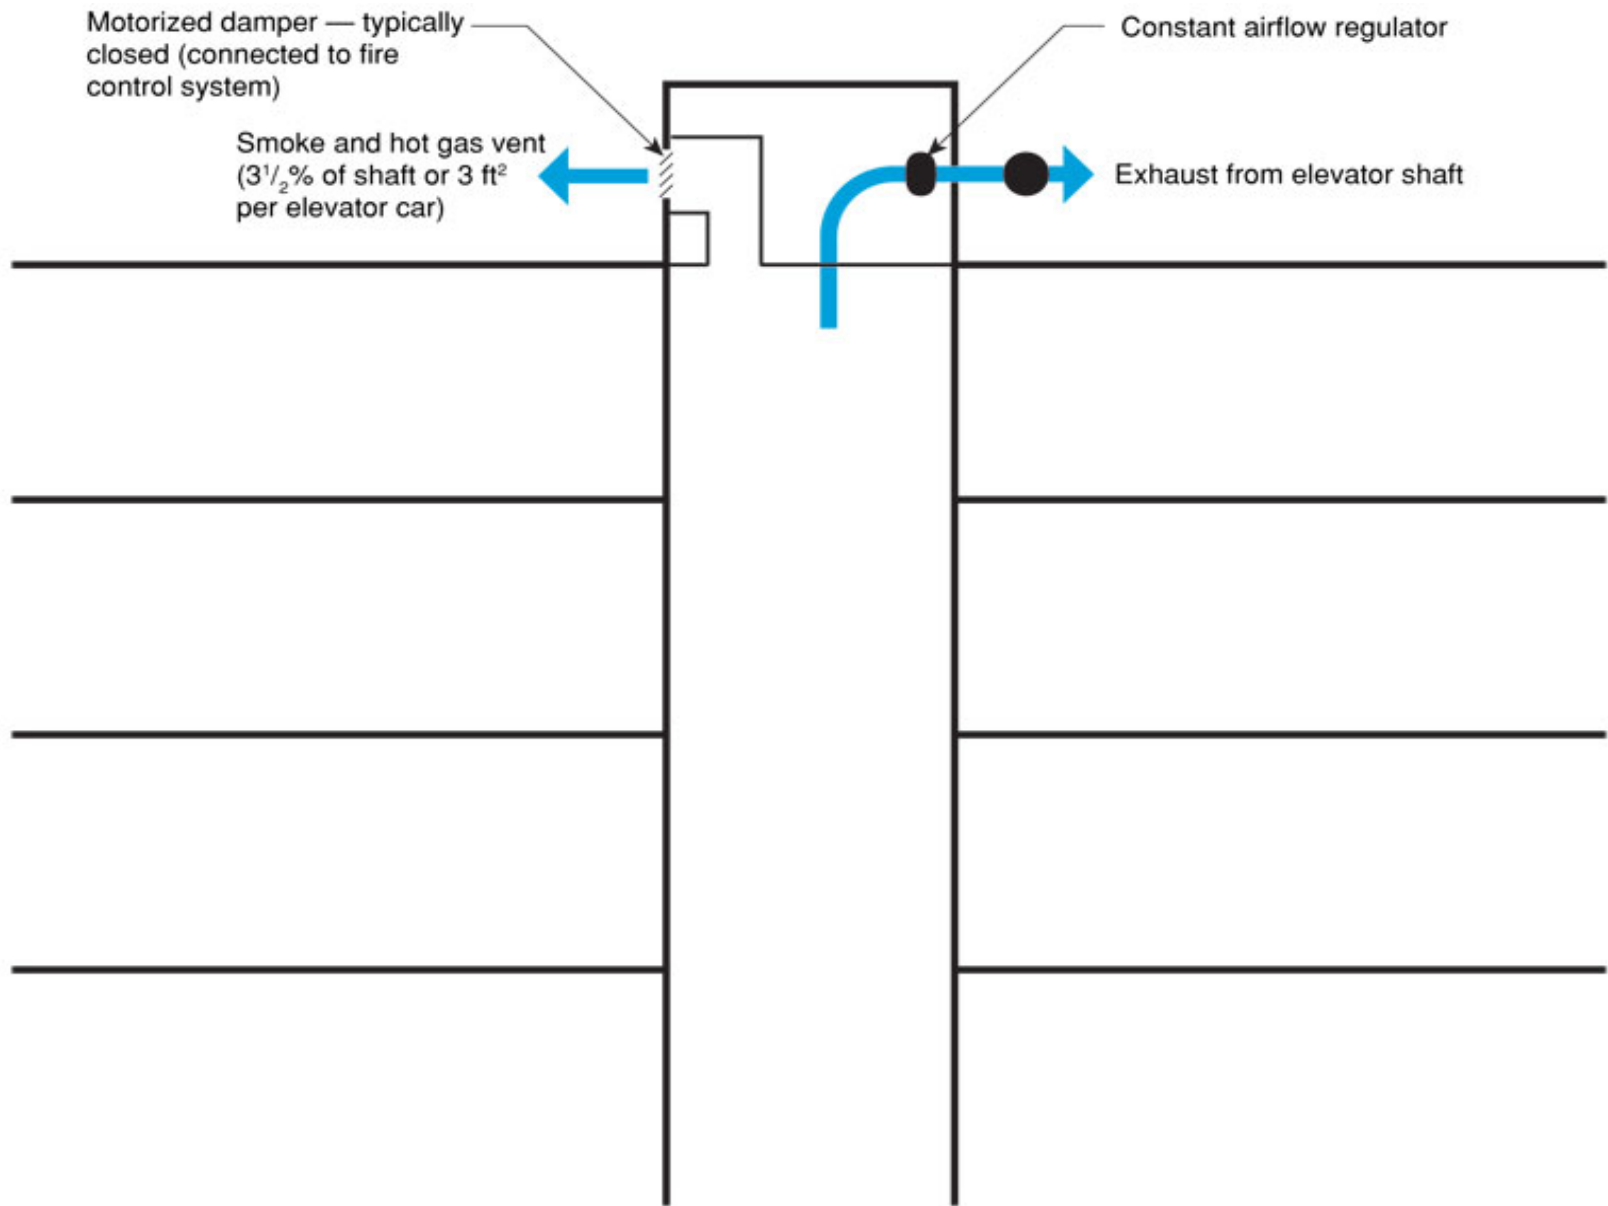 Motorized damper — typically
closed (connected to fire
control system)
Smoke and hot gas vent
(3¹/₂% of shaft or 3 ft²
per elevator car)
Constant airflow regulator
Exhaust from elevator shaft